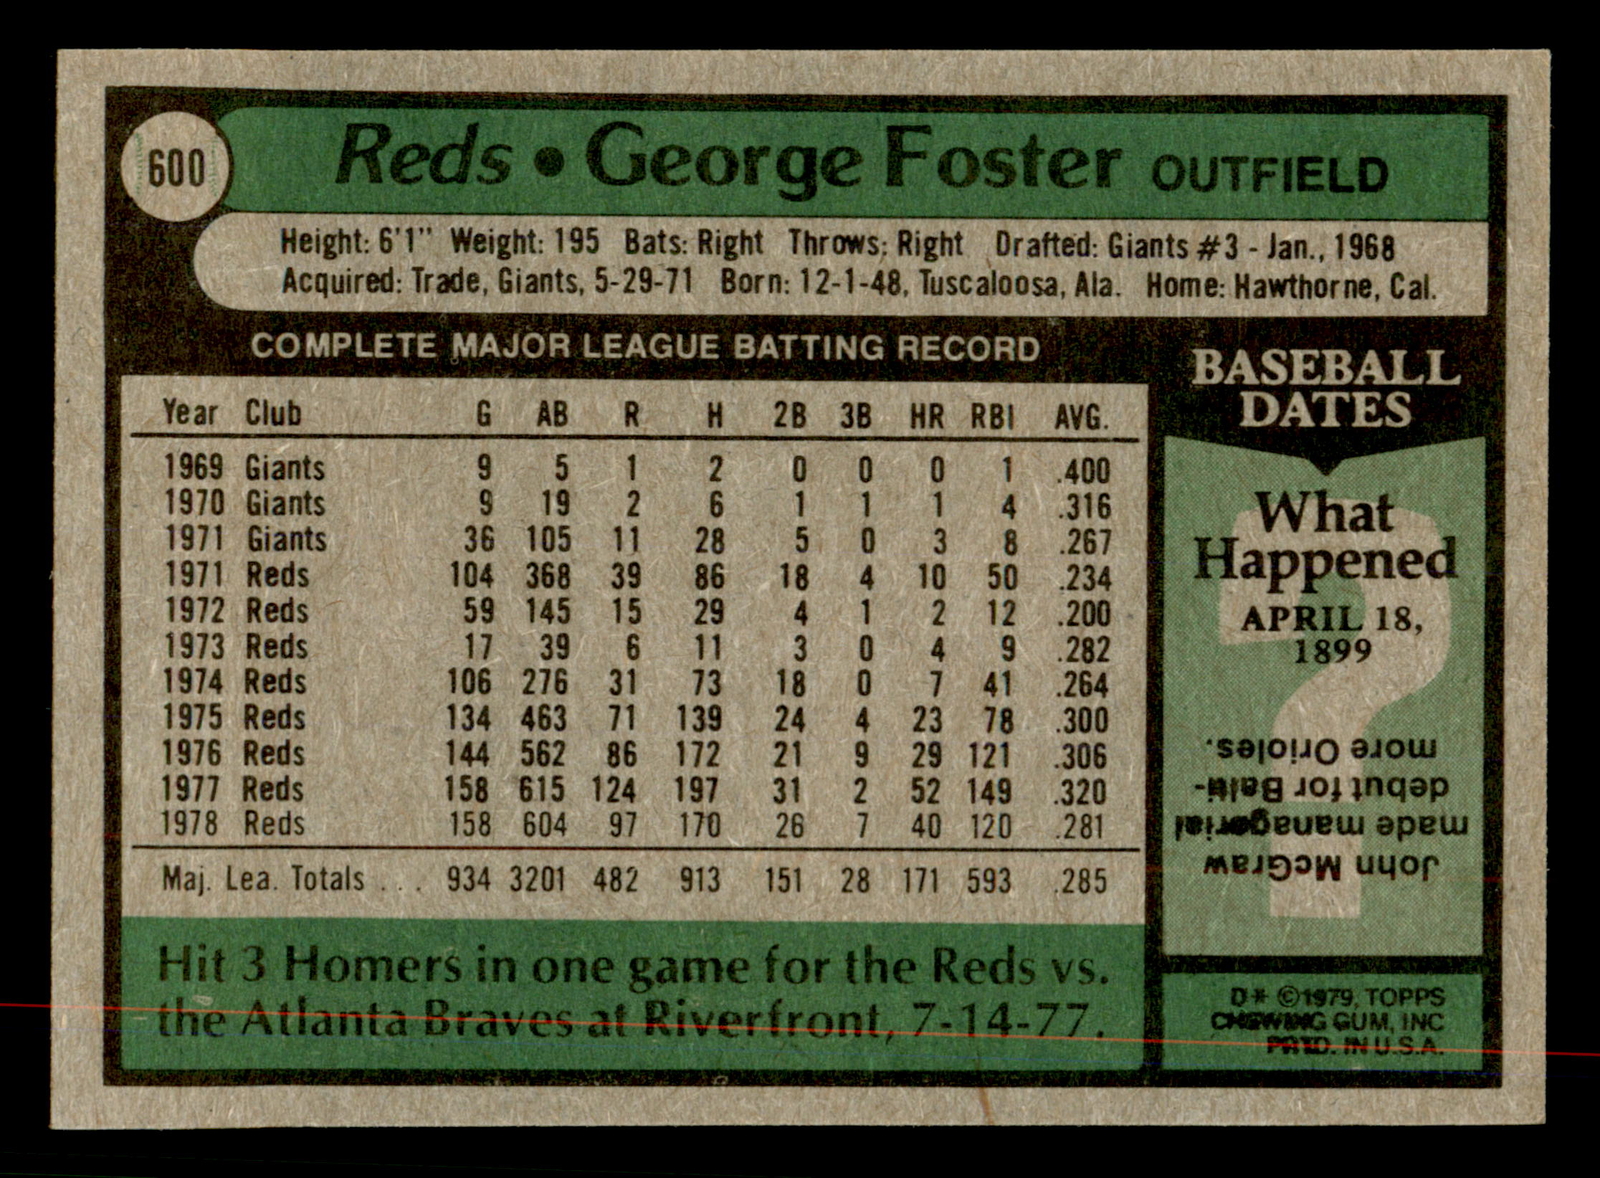 600
Reds • George Foster OUTFIELD
Height: 6'1" Weight: 195 Bats: Right Throws: Right Drafted: Giants #3 - Jan., 1968
Acquired: Trade, Giants, 5-29-71 Born: 12-1-48, Tuscaloosa, Ala. Home: Hawthorne, Cal.
COMPLETE MAJOR LEAGUE BATTING RECORD
Year Club G AB R H 2B 3B HR RBI AVG.
1969 Giants 9 5 1 2 0 0 0 1 .400
1970 Giants 9 19 2 6 1 1 1 4 .316
1971 Giants 36 105 11 28 5 0 3 8 .267
1971 Reds 104 368 39 86 18 4 10 50 .234
1972 Reds 59 145 15 29 4 1 2 12 .200
1973 Reds 17 39 6 11 3 0 4 9 .282
1974 Reds 106 276 31 73 18 0 7 41 .264
1975 Reds 134 463 71 139 24 4 23 78 .300
1976 Reds 144 562 86 172 21 9 29 121 .306
1977 Reds 158 615 124 197 31 2 52 149 .320
1978 Reds 158 604 97 170 26 7 40 120 .281
Maj. Lea. Totals . . . 934 3201 482 913 151 28 171 593 .285
Hit 3 Homers in one game for the Reds vs.
the Atlanta Braves at Riverfront, 7-14-77.
BASEBALL
DATES
What
Happened
APRIL 18,
1899
John McGraw
made managerial
debut for Balti-
more Orioles.
D* ©1979, TOPPS
CHEWING GUM, INC
PRTD. IN U.S.A.